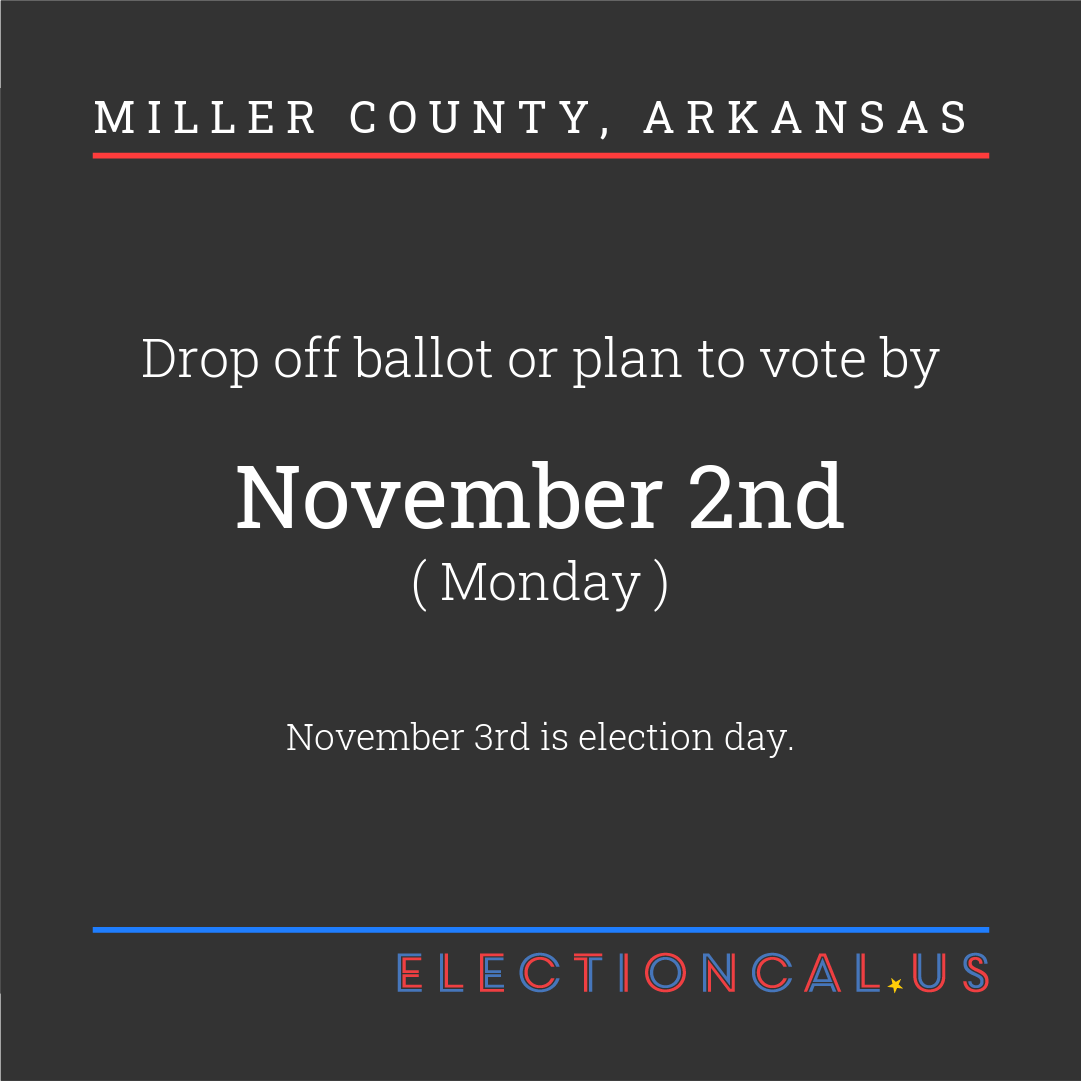 MILLER COUNTY, ARKANSAS
Drop off ballot or plan to vote by
November 2nd
( Monday )
November 3rd is election day.
ELECTIONCAL.US